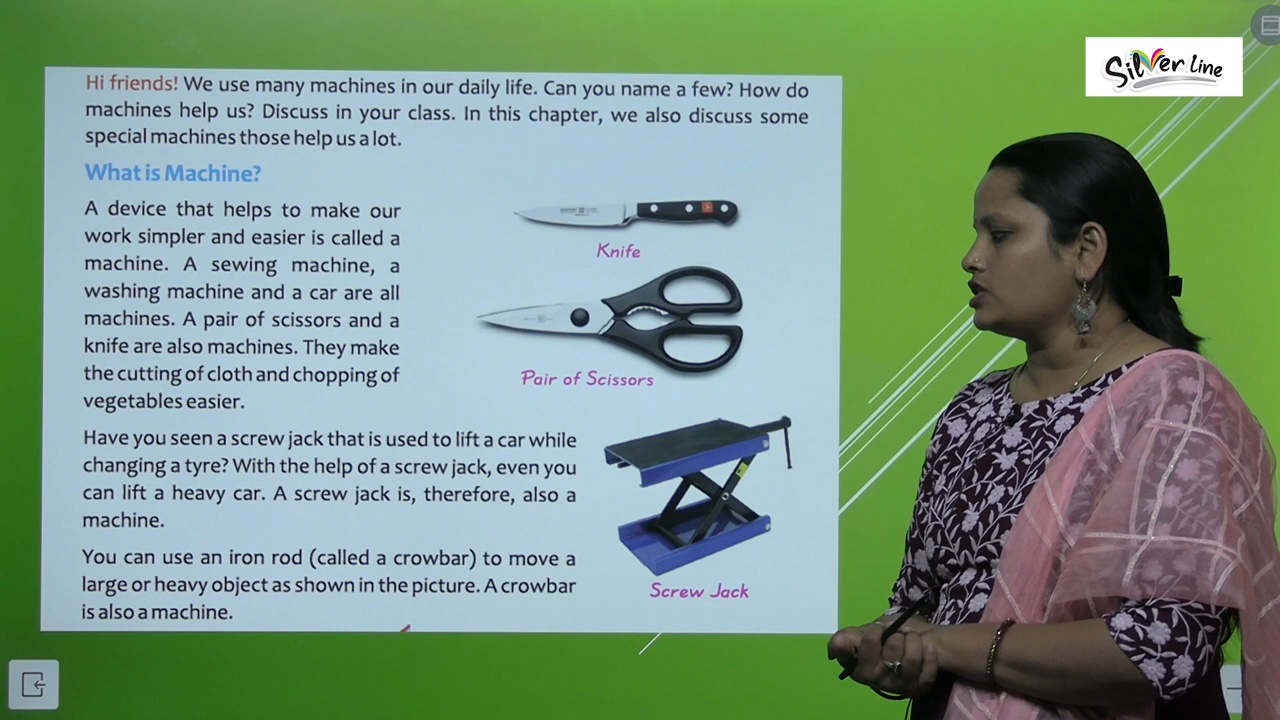 Silver line
Hi friends! We use many machines in our daily life. Can you name a few? How do
machines help us? Discuss in your class. In this chapter, we also discuss some
special machines those help us a lot.
What is Machine?
A device that helps to make our
work simpler and easier is called a
machine. A sewing machine, a
washing machine and a car are all
machines. A pair of scissors and a
knife are also machines. They make
the cutting of cloth and chopping of
vegetables easier.
Knife
Pair of Scissors
Have you seen a screw jack that is used to lift a car while
changing a tyre? With the help of a screw jack, even you
can lift a heavy car. A screw jack is, therefore, also a
machine.
You can use an iron rod (called a crowbar) to move a
large or heavy object as shown in the picture. A crowbar
is also a machine.
Screw Jack